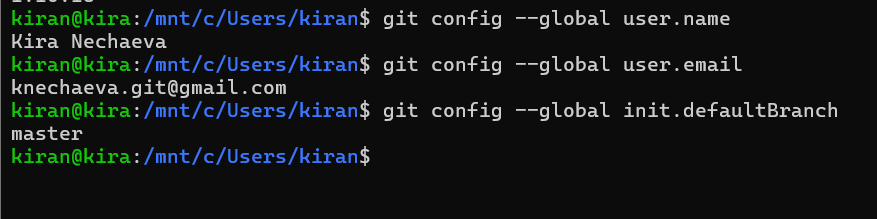 kiran@kira:/mnt/c/Users/kiran$ git config --global user.name
Kira Nechaeva
kiran@kira:/mnt/c/Users/kiran$ git config --global user.email
knechaeva.git@gmail.com
kiran@kira:/mnt/c/Users/kiran$ git config --global init.defaultBranch
master
kiran@kira:/mnt/c/Users/kiran$